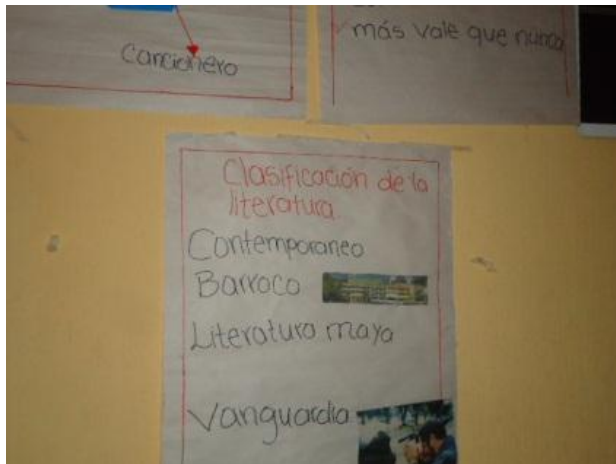 Cancionero
más vale que nunca
Clasificación de la
literatura.
Contemporaneo
Barroco
Literatura maya
Vanguardia